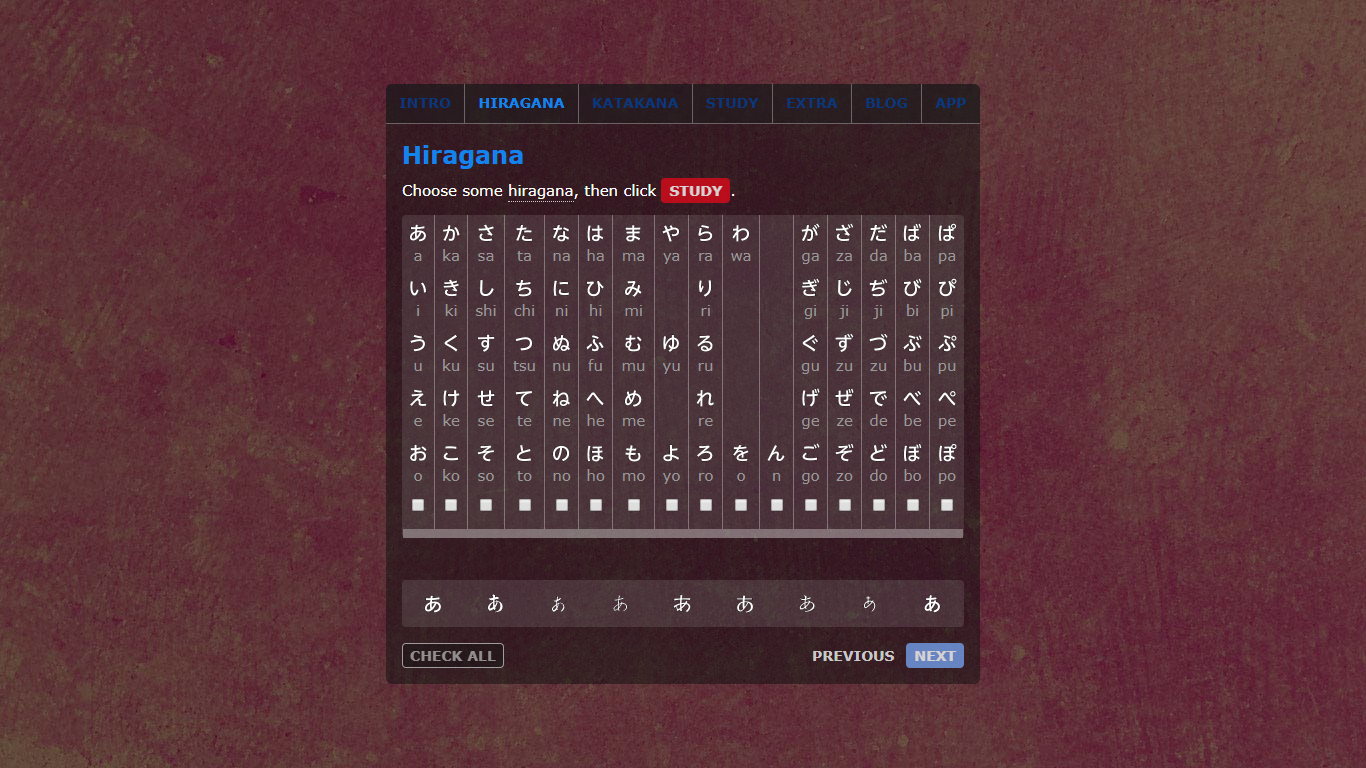 INTRO HIRAGANA KATAKANA STUDY EXTRA BLOG APP
Hiragana
Choose some hiragana, then click STUDY.
あ か さ た な は ま や ら わ が ざ だ ば ぱ
a ka sa ta na ha ma ya ra wa ga za da ba pa
い き し ち に ひ み り ぎ じ ぢ び ぴ
i ki shi chi ni hi mi ri gi ji ji bi pi
う く す つ ぬ ふ む ゆ る ぐ ず づ ぶ ぷ
u ku su tsu nu fu mu yu ru gu zu zu bu pu
え け せ て ね へ め れ げ ぜ で べ ぺ
e ke se te ne he me re ge ze de be pe
お こ そ と の ほ も よ ろ を ん ご ぞ ど ぼ ぽ
o ko so to no ho mo yo ro o n go zo do bo po
あ あ あ あ あ あ あ あ あ
CHECK ALL PREVIOUS NEXT